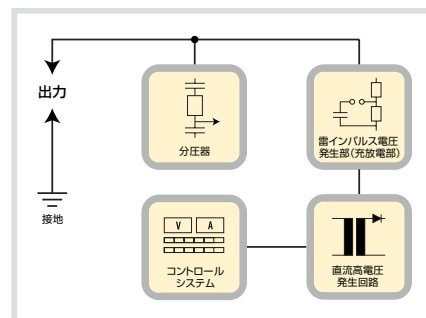 出力
接地
分圧器
雷インパルス電圧
発生部(充放電部)
V A
コントロール
システム
直流高電圧
発生回路